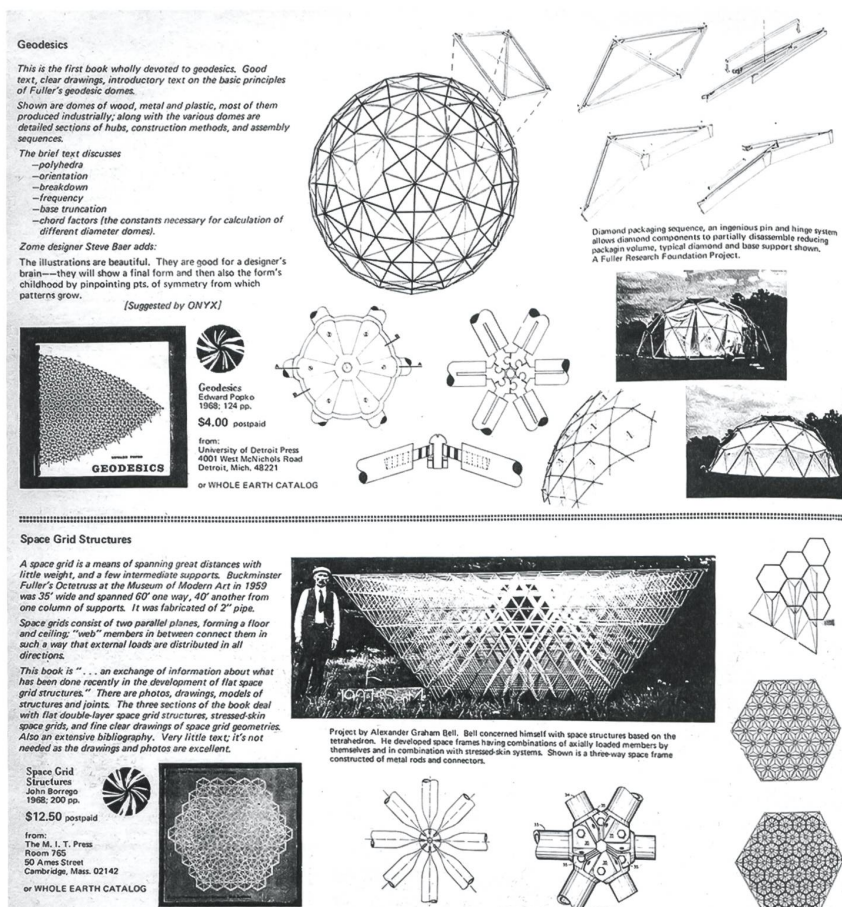 Geodesics
This is the first book wholly devoted to geodesics. Good
text, clear drawings, introductory text on the basic principles
of Fuller's geodesic domes.
Shown are domes of wood, metal and plastic, most of them
produced industrially; along with the various domes are
detailed sections of hubs, construction methods, and assembly
sequences.
The brief text discusses
—polyhedra
—orientation
—breakdown
—frequency
—base truncation
—chord factors (the constants necessary for calculation of
different diameter domes).
Zome designer Steve Baer adds:
The illustrations are beautiful. They are good for a designer's
brain——they will show a final form and then also the form's
childhood by pinpointing pts. of symmetry from which
patterns grow.
[Suggested by ONYX]
Diamond packaging sequence, an ingenious pin and hinge system
allows diamond components to partially disassemble reducing
packagin volume, typical diamond and base support shown.
A Fuller Research Foundation Project.
GEODESICS
Geodesics
Edward Popko
1968; 124 pp.
$4.00 postpaid
from:
University of Detroit Press
4001 West McNichols Road
Detroit, Mich. 48221
or WHOLE EARTH CATALOG
Space Grid Structures
A space grid is a means of spanning great distances with
little weight, and a few intermediate supports. Buckminster
Fuller's Octetruss at the Museum of Modern Art in 1959
was 35' wide and spanned 60' one way, 40' another from
one column of supports. It was fabricated of 2" pipe.
Space grids consist of two parallel planes, forming a floor
and ceiling; "web" members in between connect them in
such a way that external loads are distributed in all
directions.
This book is ". . . an exchange of information about what
has been done recently in the development of flat space
grid structures." There are photos, drawings, models of
structures and joints. The three sections of the book deal
with flat double-layer space grid structures, stressed-skin
space grids, and fine clear drawings of space grid geometries.
Also an extensive bibliography. Very little text; it's not
needed as the drawings and photos are excellent.
Project by Alexander Graham Bell. Bell concerned himself with space structures based on the
tetrahedron. He developed space frames having combinations of axially loaded members by
themselves and in combination with stressed-skin systems. Shown is a three-way space frame
constructed of metal rods and connectors.
Space Grid
Structures
John Borrego
1968; 200 pp.
$12.50 postpaid
from:
The M. I. T. Press
Room 765
50 Ames Street
Cambridge, Mass. 02142
or WHOLE EARTH CATALOG